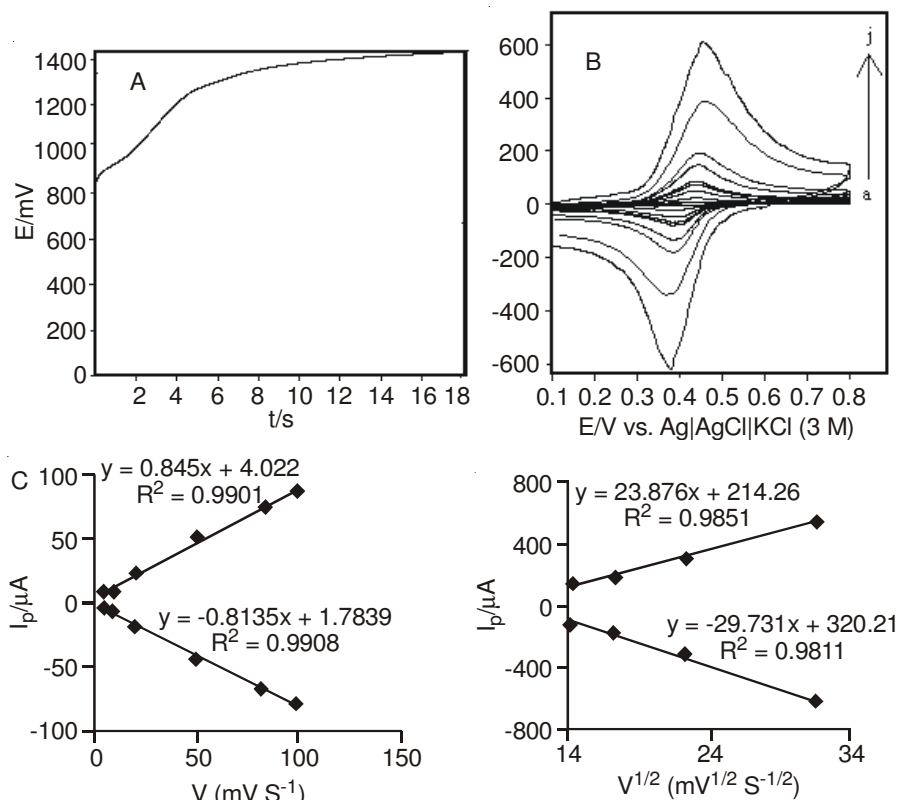 A
1400
1200
1000
800
600
400
200
0
E/mV
2 4 6 8 10 12 14 16 18
t/s
B
j
a
600
400
200
0
-200
-400
-600
0.1 0.2 0.3 0.4 0.5 0.6 0.7 0.8
E/V vs. Ag|AgCl|KCl (3 M)
C
100
50
0
-50
-100
Ip/µA
y = 0.845x + 4.022
R² = 0.9901
y = -0.8135x + 1.7839
R² = 0.9908
0 50 100 150
V (mV S⁻¹)
800
400
0
-400
-800
Ip/µA
y = 23.876x + 214.26
R² = 0.9851
y = -29.731x + 320.21
R² = 0.9811
14 24 34
V¹/² (mV¹/² S⁻¹/²)